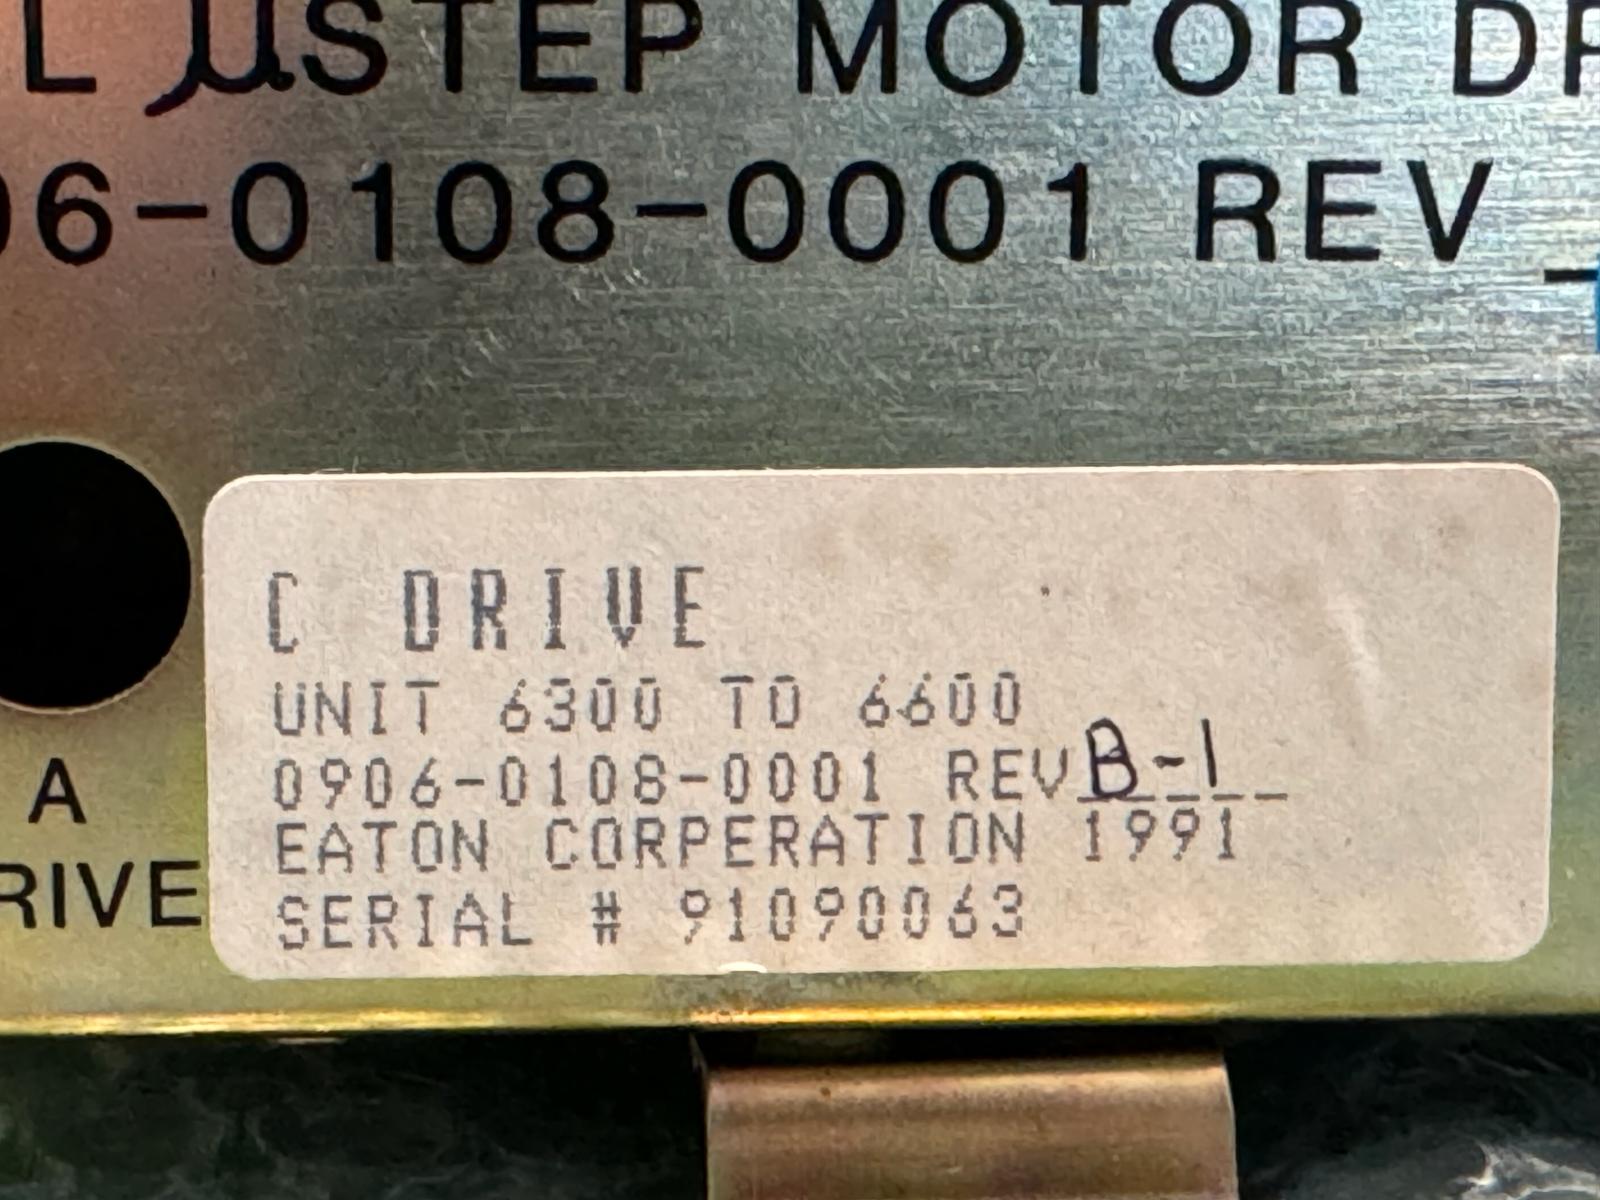 L µSTEP MOTOR DR
06-0108-0001 REV _
A
RIVE
C DRIVE
UNIT 6300 TO 6600
0906-0108-0001 REV B-1
EATON CORPERATION 1991
SERIAL # 91090063